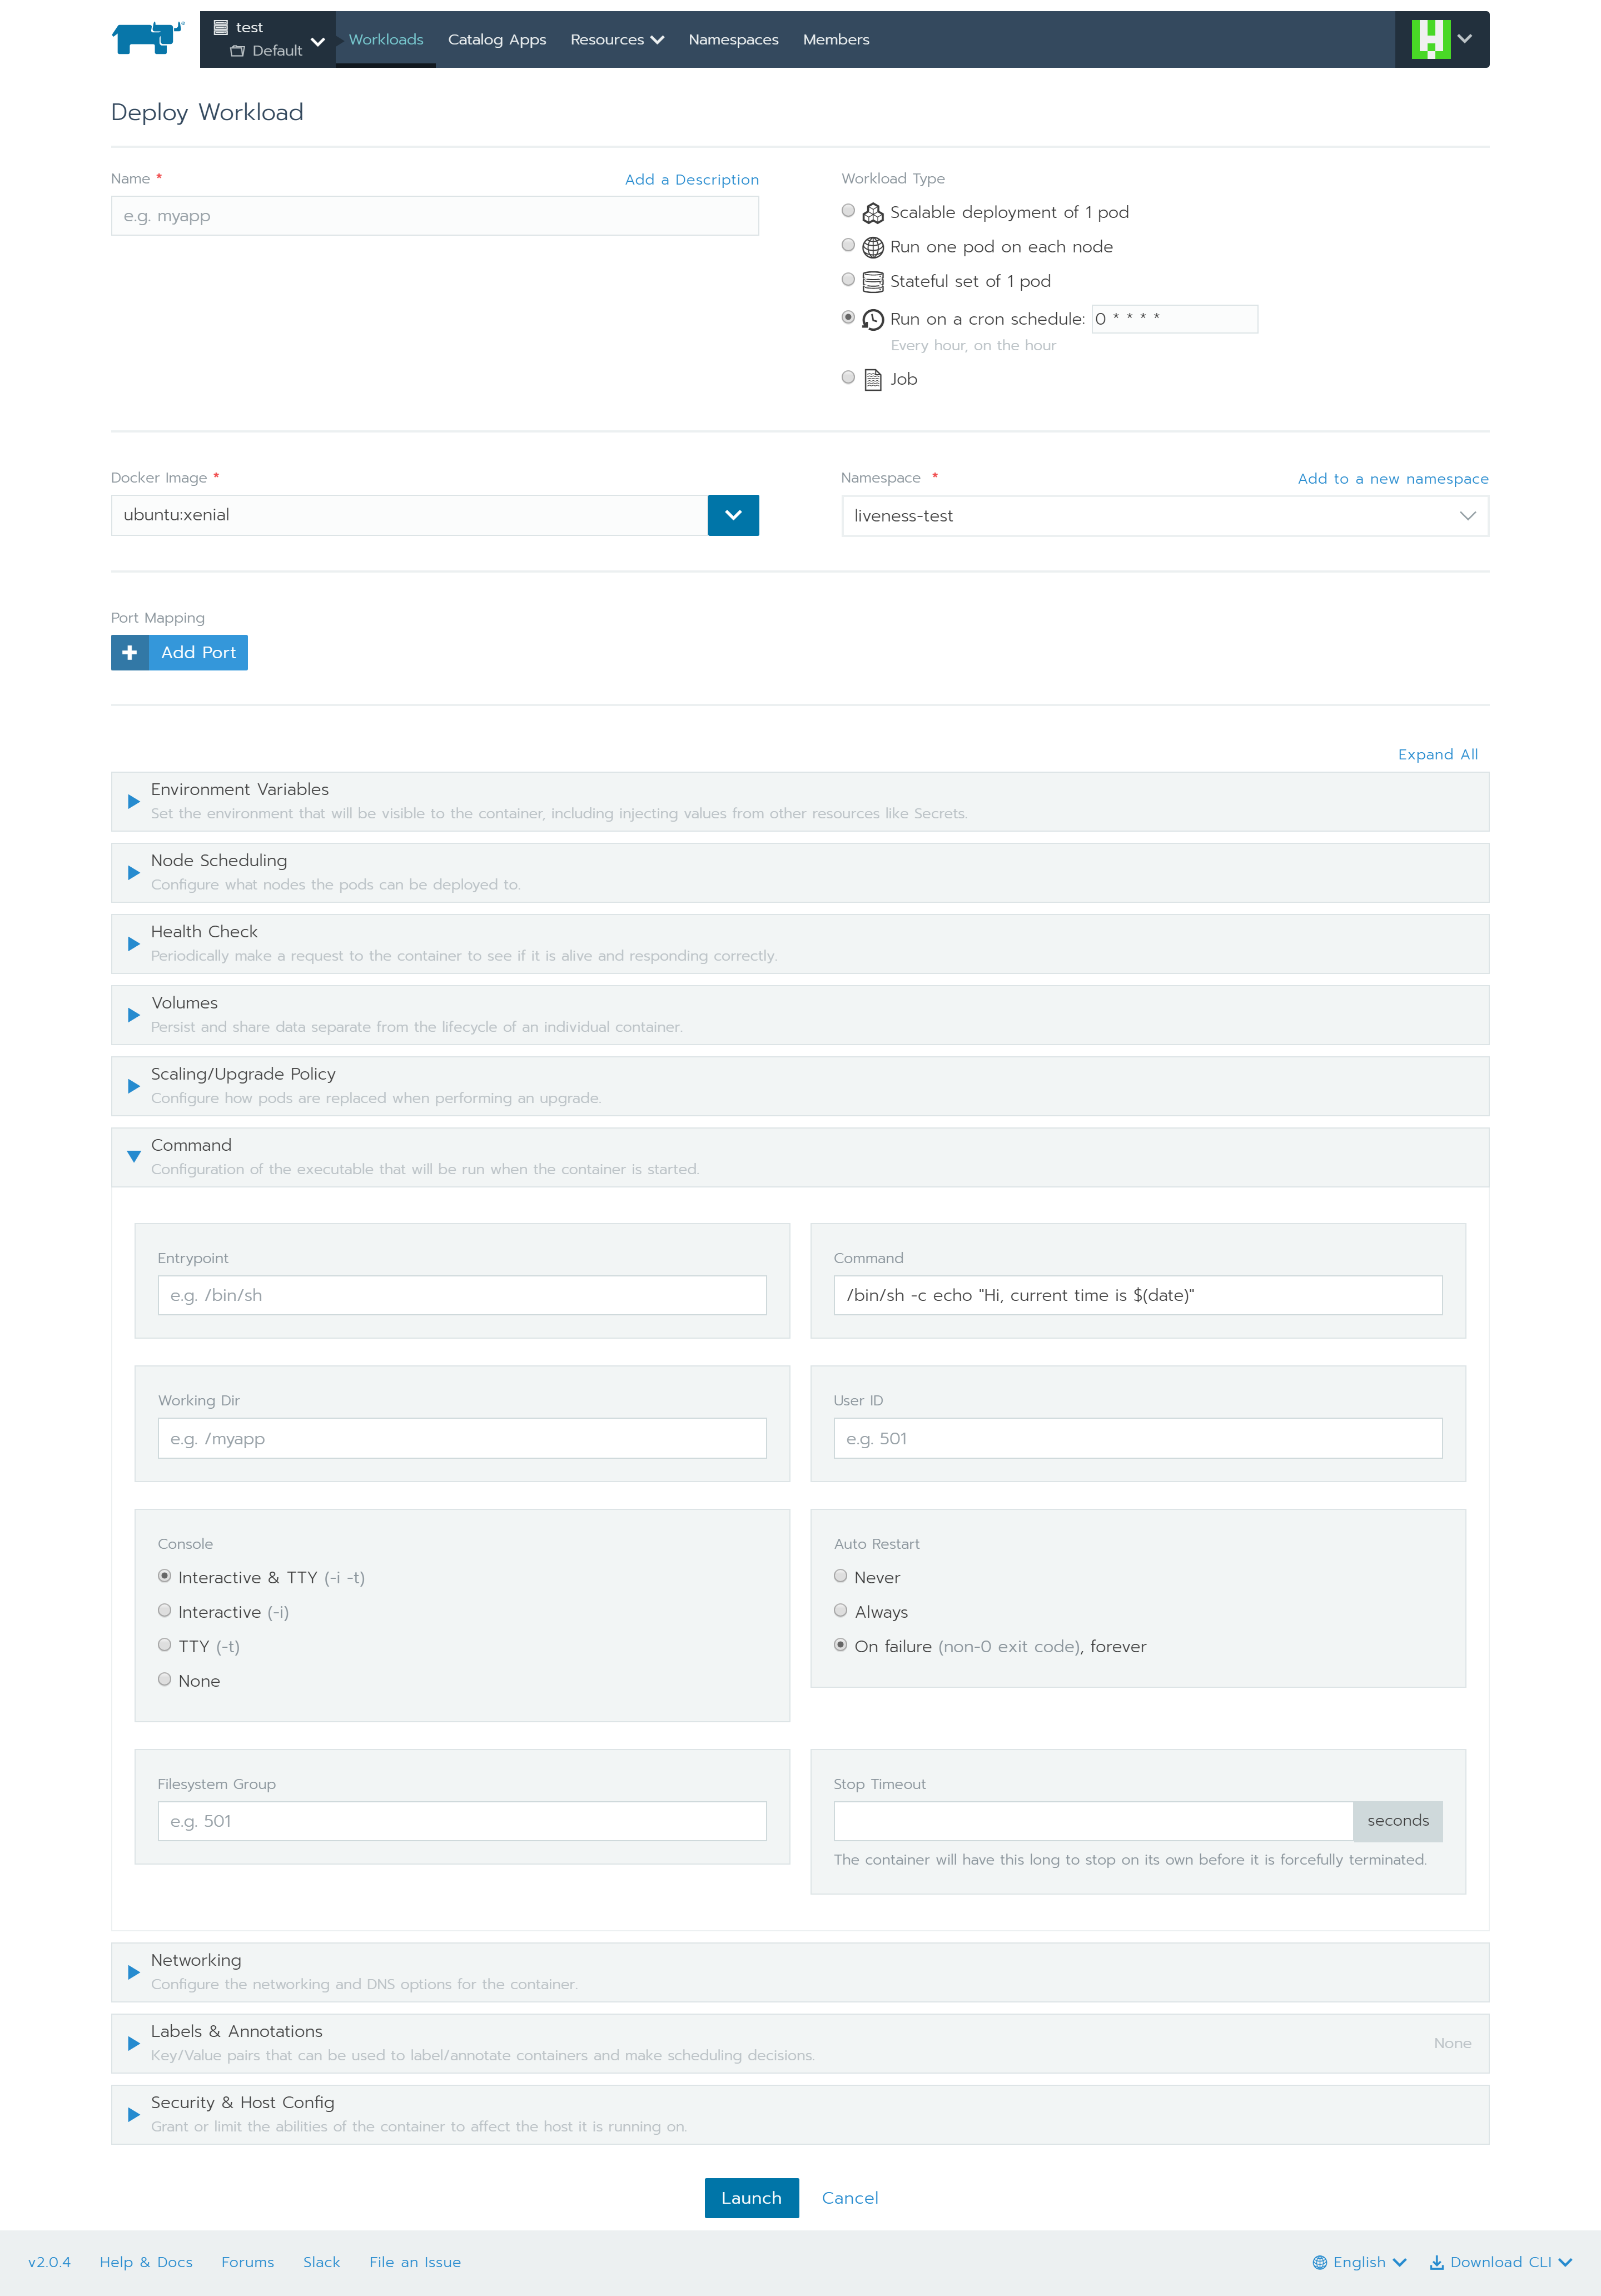 test
Default
Workloads
Catalog Apps
Resources
Namespaces
Members
Deploy Workload
Name *
Add a Description
e.g. myapp
Workload Type
Scalable deployment of 1 pod
Run one pod on each node
Stateful set of 1 pod
Run on a cron schedule: 0 * * * *
Every hour, on the hour
Job
Docker Image *
ubuntu:xenial
Namespace *
Add to a new namespace
liveness-test
Port Mapping
Add Port
Expand All
Environment Variables
Set the environment that will be visible to the container, including injecting values from other resources like Secrets.
Node Scheduling
Configure what nodes the pods can be deployed to.
Health Check
Periodically make a request to the container to see if it is alive and responding correctly.
Volumes
Persist and share data separate from the lifecycle of an individual container.
Scaling/Upgrade Policy
Configure how pods are replaced when performing an upgrade.
Command
Configuration of the executable that will be run when the container is started.
Entrypoint
e.g. /bin/sh
Command
/bin/sh -c echo "Hi, current time is $(date)"
Working Dir
e.g. /myapp
User ID
e.g. 501
Console
Interactive & TTY (-i -t)
Interactive (-i)
TTY (-t)
None
Auto Restart
Never
Always
On failure (non-0 exit code), forever
Filesystem Group
e.g. 501
Stop Timeout
seconds
The container will have this long to stop on its own before it is forcefully terminated.
Networking
Configure the networking and DNS options for the container.
Labels & Annotations
Key/Value pairs that can be used to label/annotate containers and make scheduling decisions.
None
Security & Host Config
Grant or limit the abilities of the container to affect the host it is running on.
Launch
Cancel
v2.0.4
Help & Docs
Forums
Slack
File an Issue
English
Download CLI